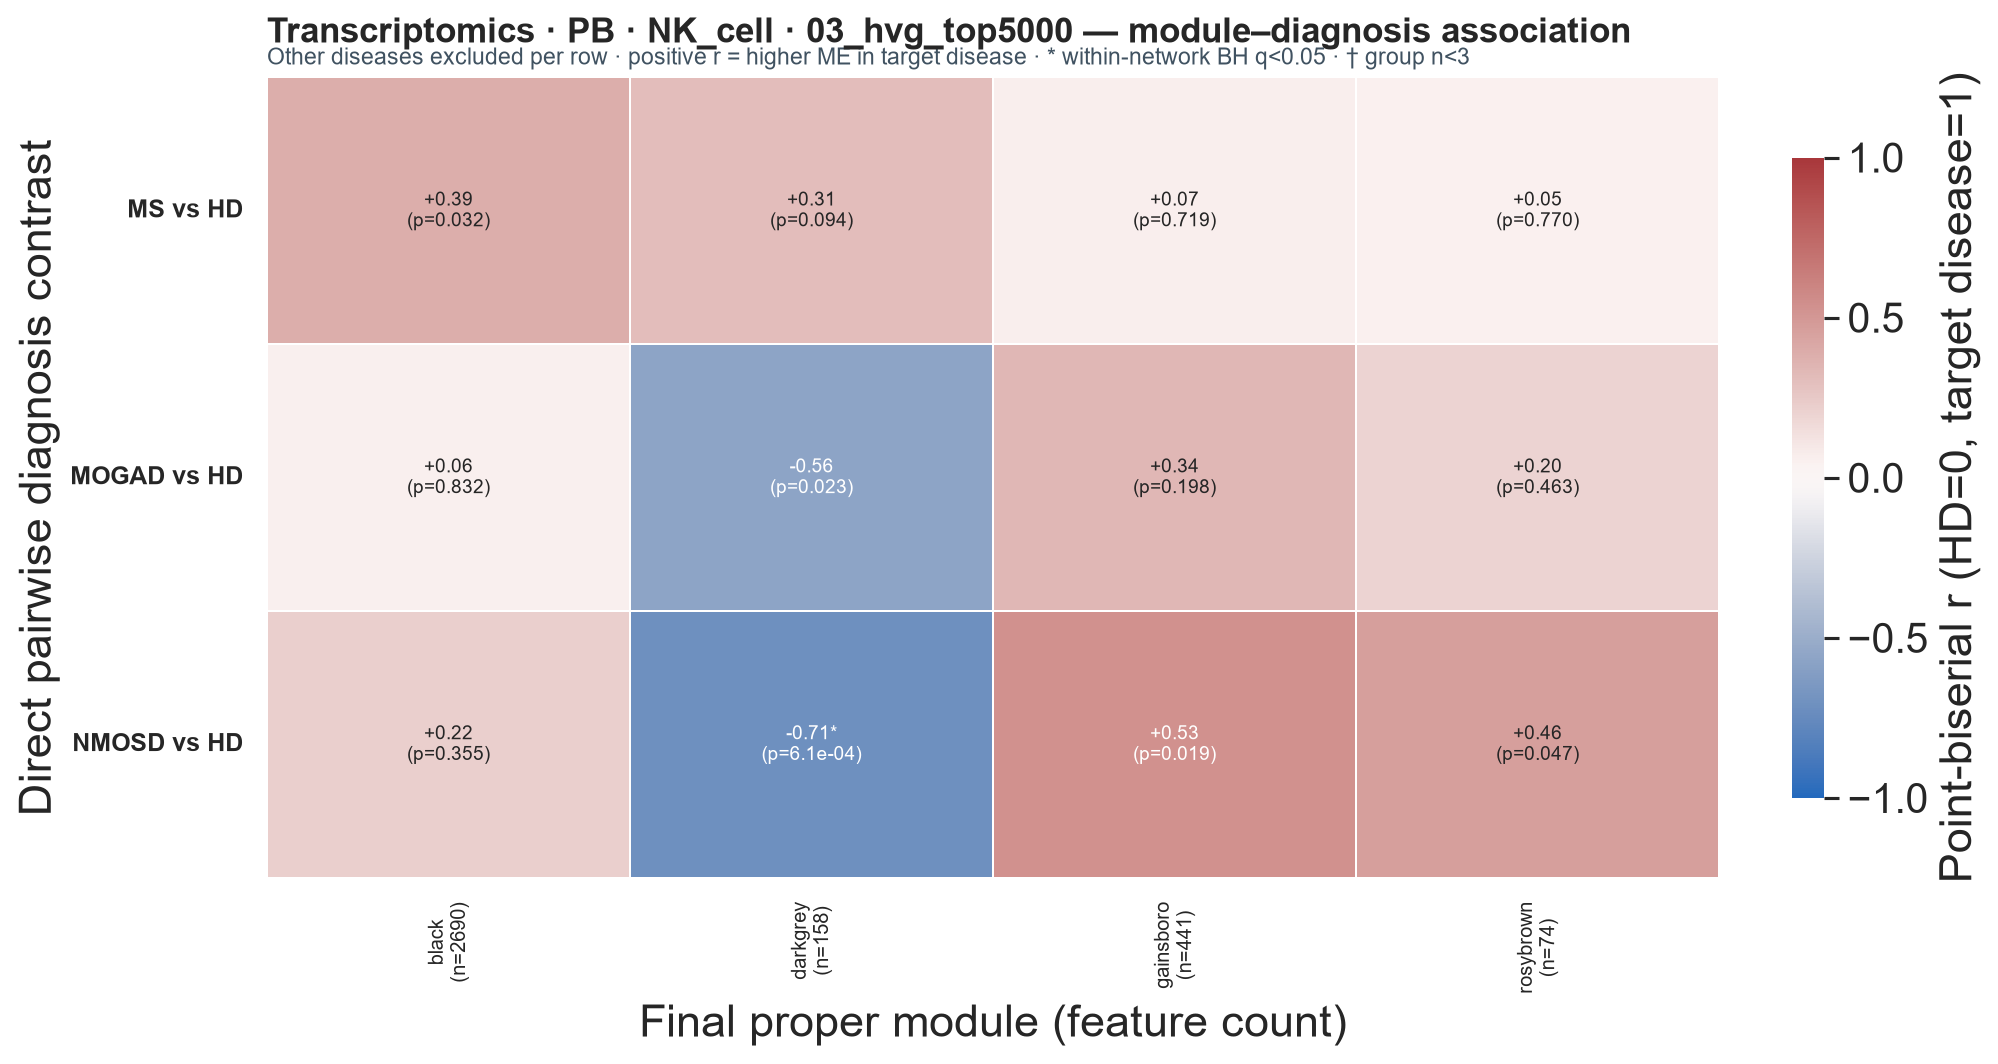 Transcriptomics · PB · NK_cell · 03_hvg_top5000 — module–diagnosis association
Other diseases excluded per row · positive r = higher ME in target disease · * within-network BH q<0.05 · † group n<3
Direct pairwise diagnosis contrast
MS vs HD
+0.39
(p=0.032)
+0.31
(p=0.094)
+0.07
(p=0.719)
+0.05
(p=0.770)
MOGAD vs HD
+0.06
(p=0.832)
-0.56
(p=0.023)
+0.34
(p=0.198)
+0.20
(p=0.463)
NMOSD vs HD
+0.22
(p=0.355)
-0.71*
(p=6.1e-04)
+0.53
(p=0.019)
+0.46
(p=0.047)
black
(n=2690)
darkgrey
(n=158)
gainsboro
(n=441)
rosybrown
(n=74)
Final proper module (feature count)
1.0
0.5
0.0
−0.5
−1.0
Point-biserial r (HD=0, target disease=1)